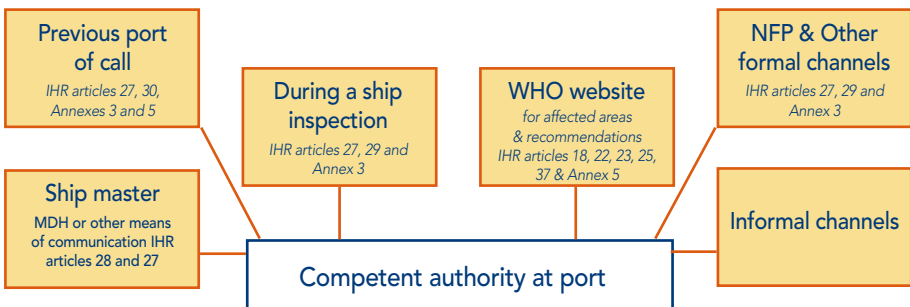 Previous port
of call
IHR articles 27, 30,
Annexes 3 and 5
During a ship
inspection
IHR articles 27, 29 and
Annex 3
WHO website
for affected areas
& recommendations
IHR articles 18, 22, 23, 25,
37 & Annex 5
NFP & Other
formal channels
IHR articles 27, 29 and
Annex 3
Ship master
MDH or other means
of communication IHR
articles 28 and 27
Informal channels
Competent authority at port